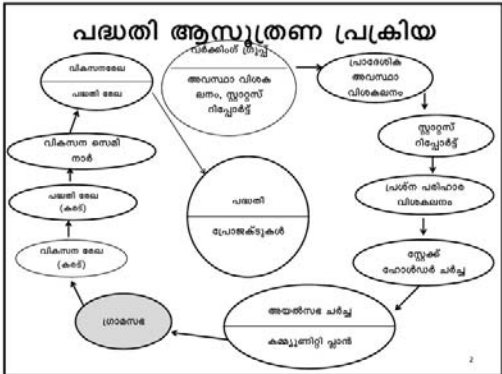 പദ്ധതി ആസൂത്രണ പ്രക്രിയ
വർക്കിംഗ് ഗ്രൂപ്പ്
അവസ്ഥാ വിശക
ലനം, സ്റ്റാറ്റസ്
റിപ്പോർട്ട്
പ്രാദേശിക
അവസ്ഥാ
വിശകലനം
സ്റ്റാറ്റസ്
റിപ്പോർട്ട്
പ്രശ്ന പരിഹാര
വിശകലനം
സ്റ്റേക്ക്
ഹോൾഡർ ചർച്ച
അയൽസഭ ചർച്ച
കമ്മ്യൂണിറ്റി പ്ലാൻ
ഗ്രാമസഭ
വികസന രേഖ
(കരട്)
പദ്ധതി രേഖ
(കരട്)
വികസന സെമി
നാർ
വികസനരേഖ
പദ്ധതി രേഖ
പദ്ധതി
പ്രോജക്ടുകൾ
2